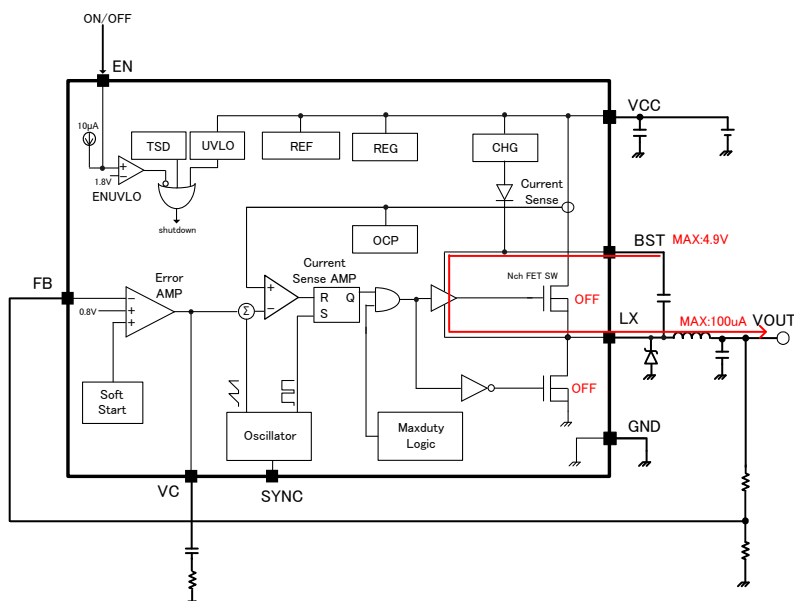 ON/OFF
EN
VCC
10μA
TSD
UVLO
REF
REG
CHG
1.8V
ENUVLO
shutdown
Current
Sense
OCP
BST
MAX:4.9V
FB
Error
AMP
Current
Sense AMP
Nch FET SW
+
−
R
Q
S
OFF
LX
MAX:100uA
VOUT
−
+
+
0.8V
Σ
Soft
Start
OFF
Oscillator
Maxduty
Logic
GND
VC
SYNC